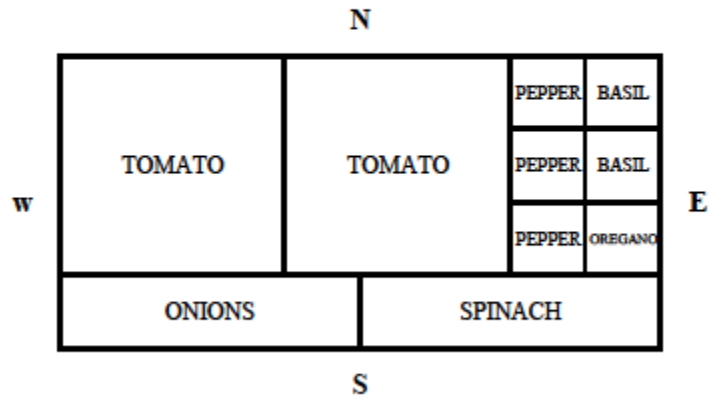 N
PEPPER BASIL
TOMATO TOMATO PEPPER BASIL
W E
PEPPER OREGANO
ONIONS SPINACH
S